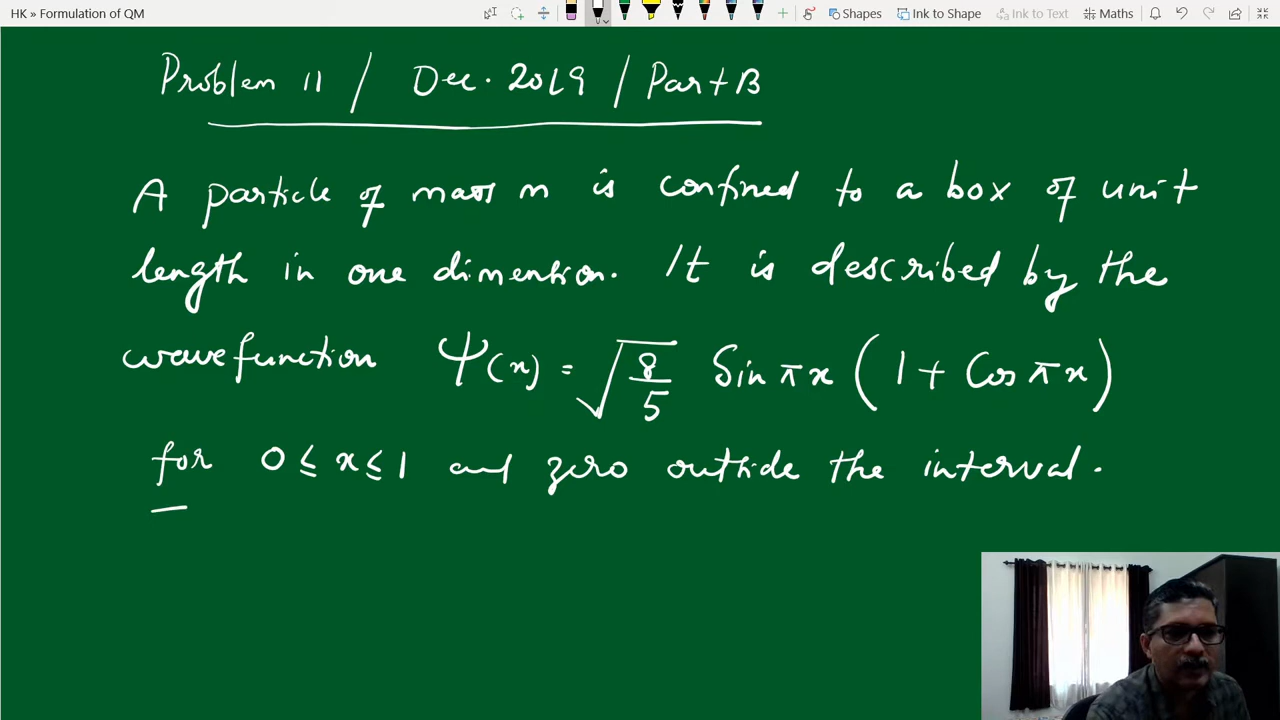 HK » Formulation of QM
Shapes Ink to Shape Ink to Text Maths
Problem 11 / Dec. 2019 / Part B
A particle of mass m is confined to a box of unit
length in one dimention. It is described by the
wavefunction Ψ(x) = √(8/5) Sin πx (1 + Cos πx)
for 0 ≤ x ≤ 1 and zero outside the interval.